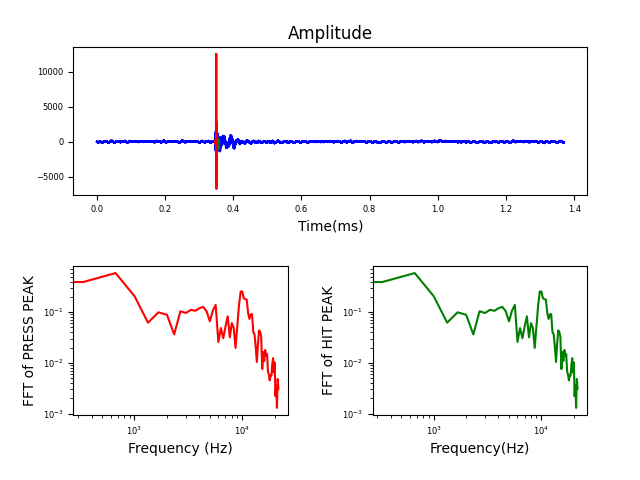 Amplitude
10000
5000
0
−5000
0.0 0.2 0.4 0.6 0.8 1.0 1.2 1.4
Time(ms)
FFT of PRESS PEAK
10⁻¹
10⁻²
10⁻³
10³ 10⁴
Frequency (Hz)
FFT of HIT PEAK
10⁻¹
10⁻²
10⁻³
10³ 10⁴
Frequency(Hz)